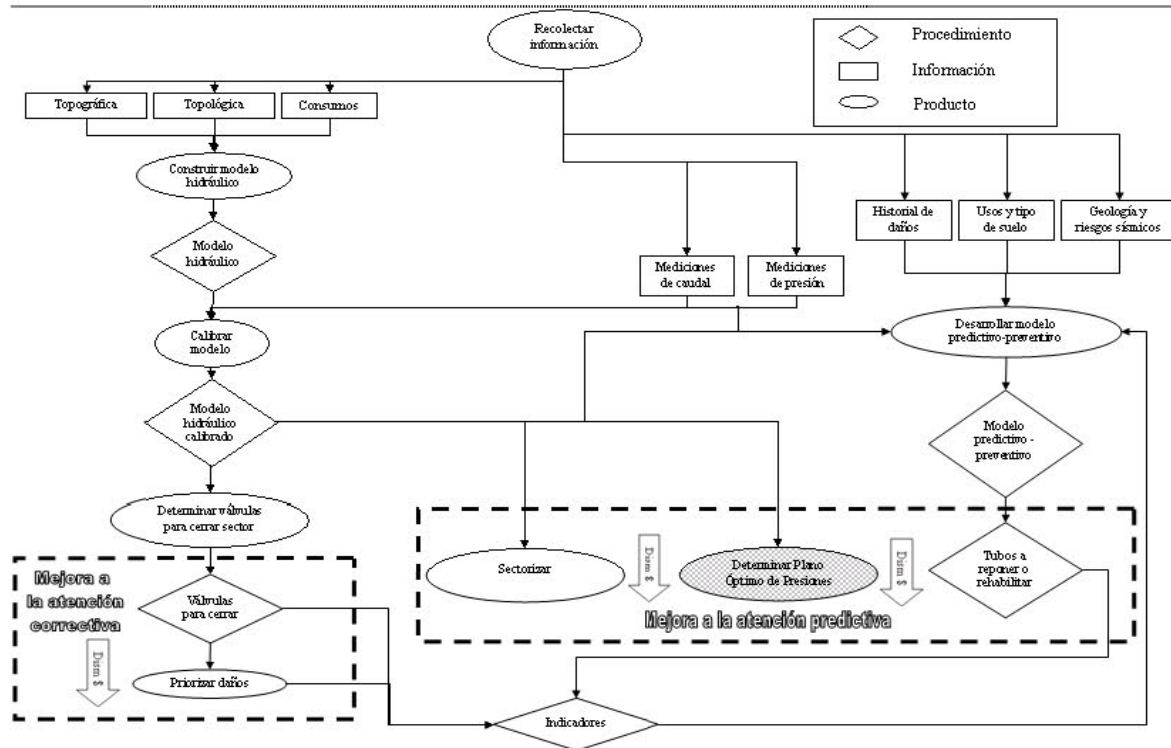 Recolectar
información
Procedimiento
Información
Producto
Topográfica
Topológica
Consumos
Construir modelo
hidráulico
Historial de
daños
Usos y tipo
de suelo
Geología y
riesgos sísmicos
Modelo
hidráulico
Mediciones
de caudal
Mediciones
de presión
Calibrar
modelo
Desarrollar modelo
predictivo-preventivo
Modelo
hidráulico
calibrado
Modelo
predictivo -
preventivo
Determinar válvulas
para cerrar sector
Sectorizar
Dism $
Determinar Plano
Óptimo de Presiones
Dism $
Tubos a
reponer o
rehabilitar
Mejora a la atención predictiva
Mejora a
la atención
correctiva
Válvulas
para cerrar
Dism $
Priorizar daños
Indicadores